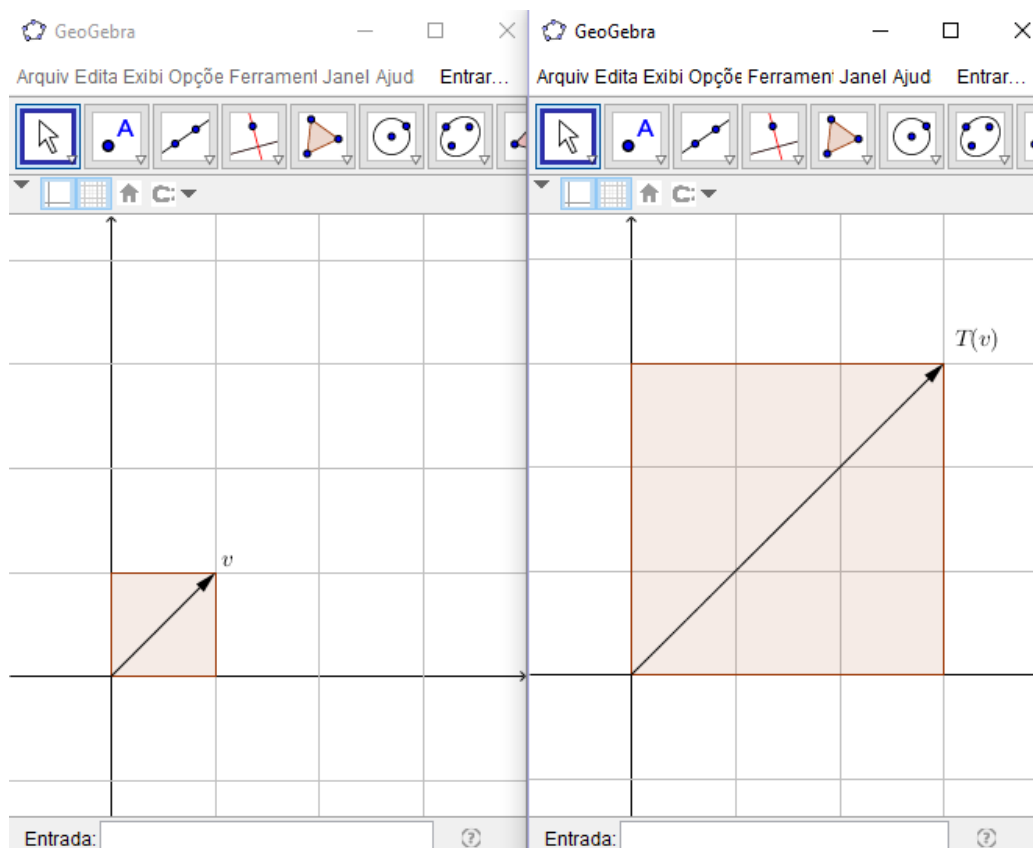 GeoGebra
Arquiv Edita Exibi Opçõe Ferrament Janel Ajud Entrar...
A
v
Entrada:
GeoGebra
Arquiv Edita Exibi Opçõe Ferrament Janel Ajud Entrar...
A
T(v)
Entrada: